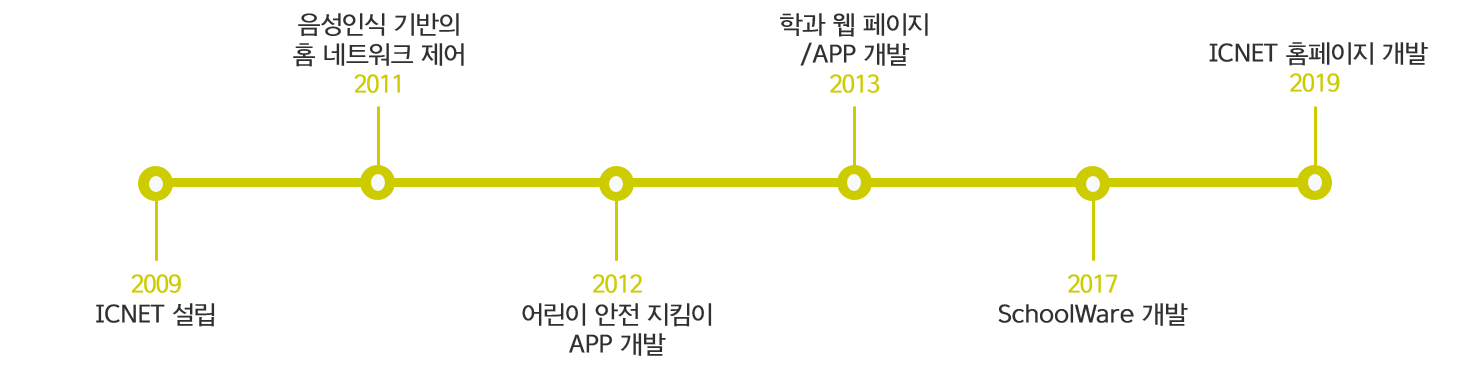 음성인식 기반의
홈 네트워크 제어
2011
학과 웹 페이지
/APP 개발
2013
ICNET 홈페이지 개발
2019
2009
ICNET 설립
2012
어린이 안전 지킴이
APP 개발
2017
SchoolWare 개발